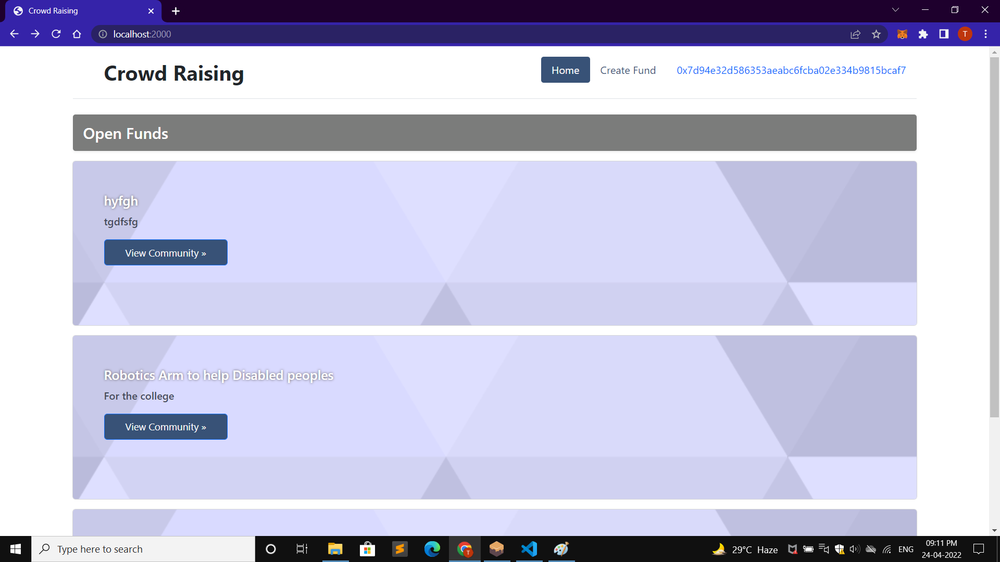 Crowd Raising
localhost:2000
T
Crowd Raising
Home
Create Fund
0x7d94e32d586353aeabc6fcba02e334b9815bcaf7
Open Funds
hyfgh
tgdfsfg
View Community »
Robotics Arm to help Disabled peoples
For the college
View Community »
Type here to search
T
29°C Haze
ENG
09:11 PM
24-04-2022